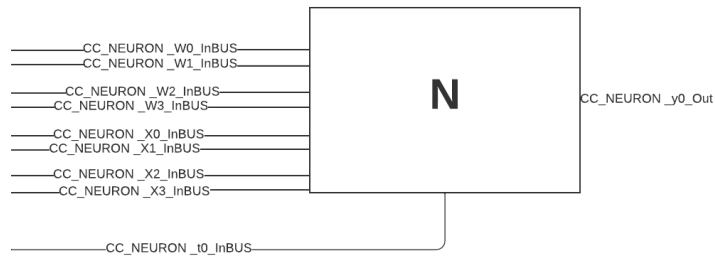 CC_NEURON _W0_InBUS
CC_NEURON _W1_InBUS
CC_NEURON _W2_InBUS
CC_NEURON _W3_InBUS
CC_NEURON _X0_InBUS
CC_NEURON _X1_InBUS
CC_NEURON _X2_InBUS
CC_NEURON _X3_InBUS
CC_NEURON _t0_InBUS
N
CC_NEURON _y0_Out